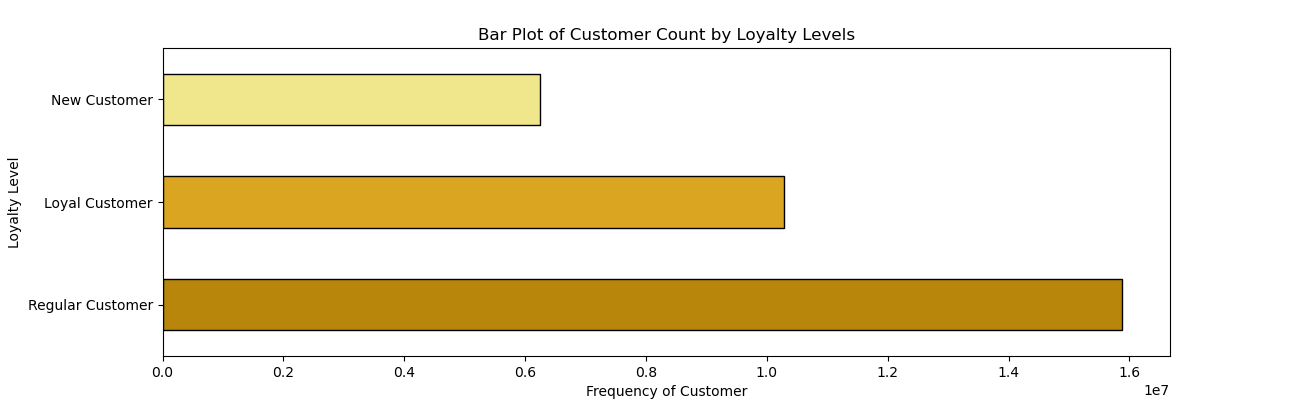 Bar Plot of Customer Count by Loyalty Levels
Loyalty Level
New Customer
Loyal Customer
Regular Customer
0.0 0.2 0.4 0.6 0.8 1.0 1.2 1.4 1.6
1e7
Frequency of Customer